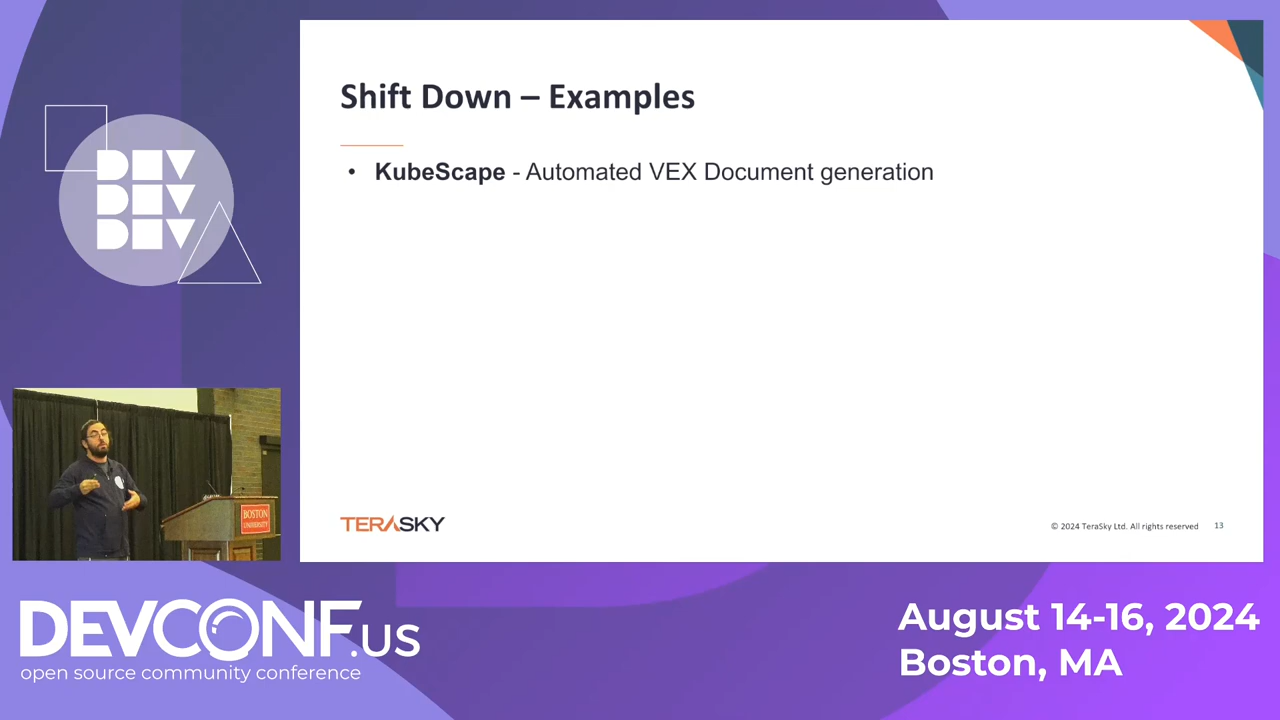 DEV
DEV
DEV
Shift Down – Examples
• KubeScape - Automated VEX Document generation
BOSTON
UNIVERSITY
TERASKY
© 2024 TeraSky Ltd. All rights reserved 13
DEVCONF.us
open source community conference
August 14-16, 2024
Boston, MA